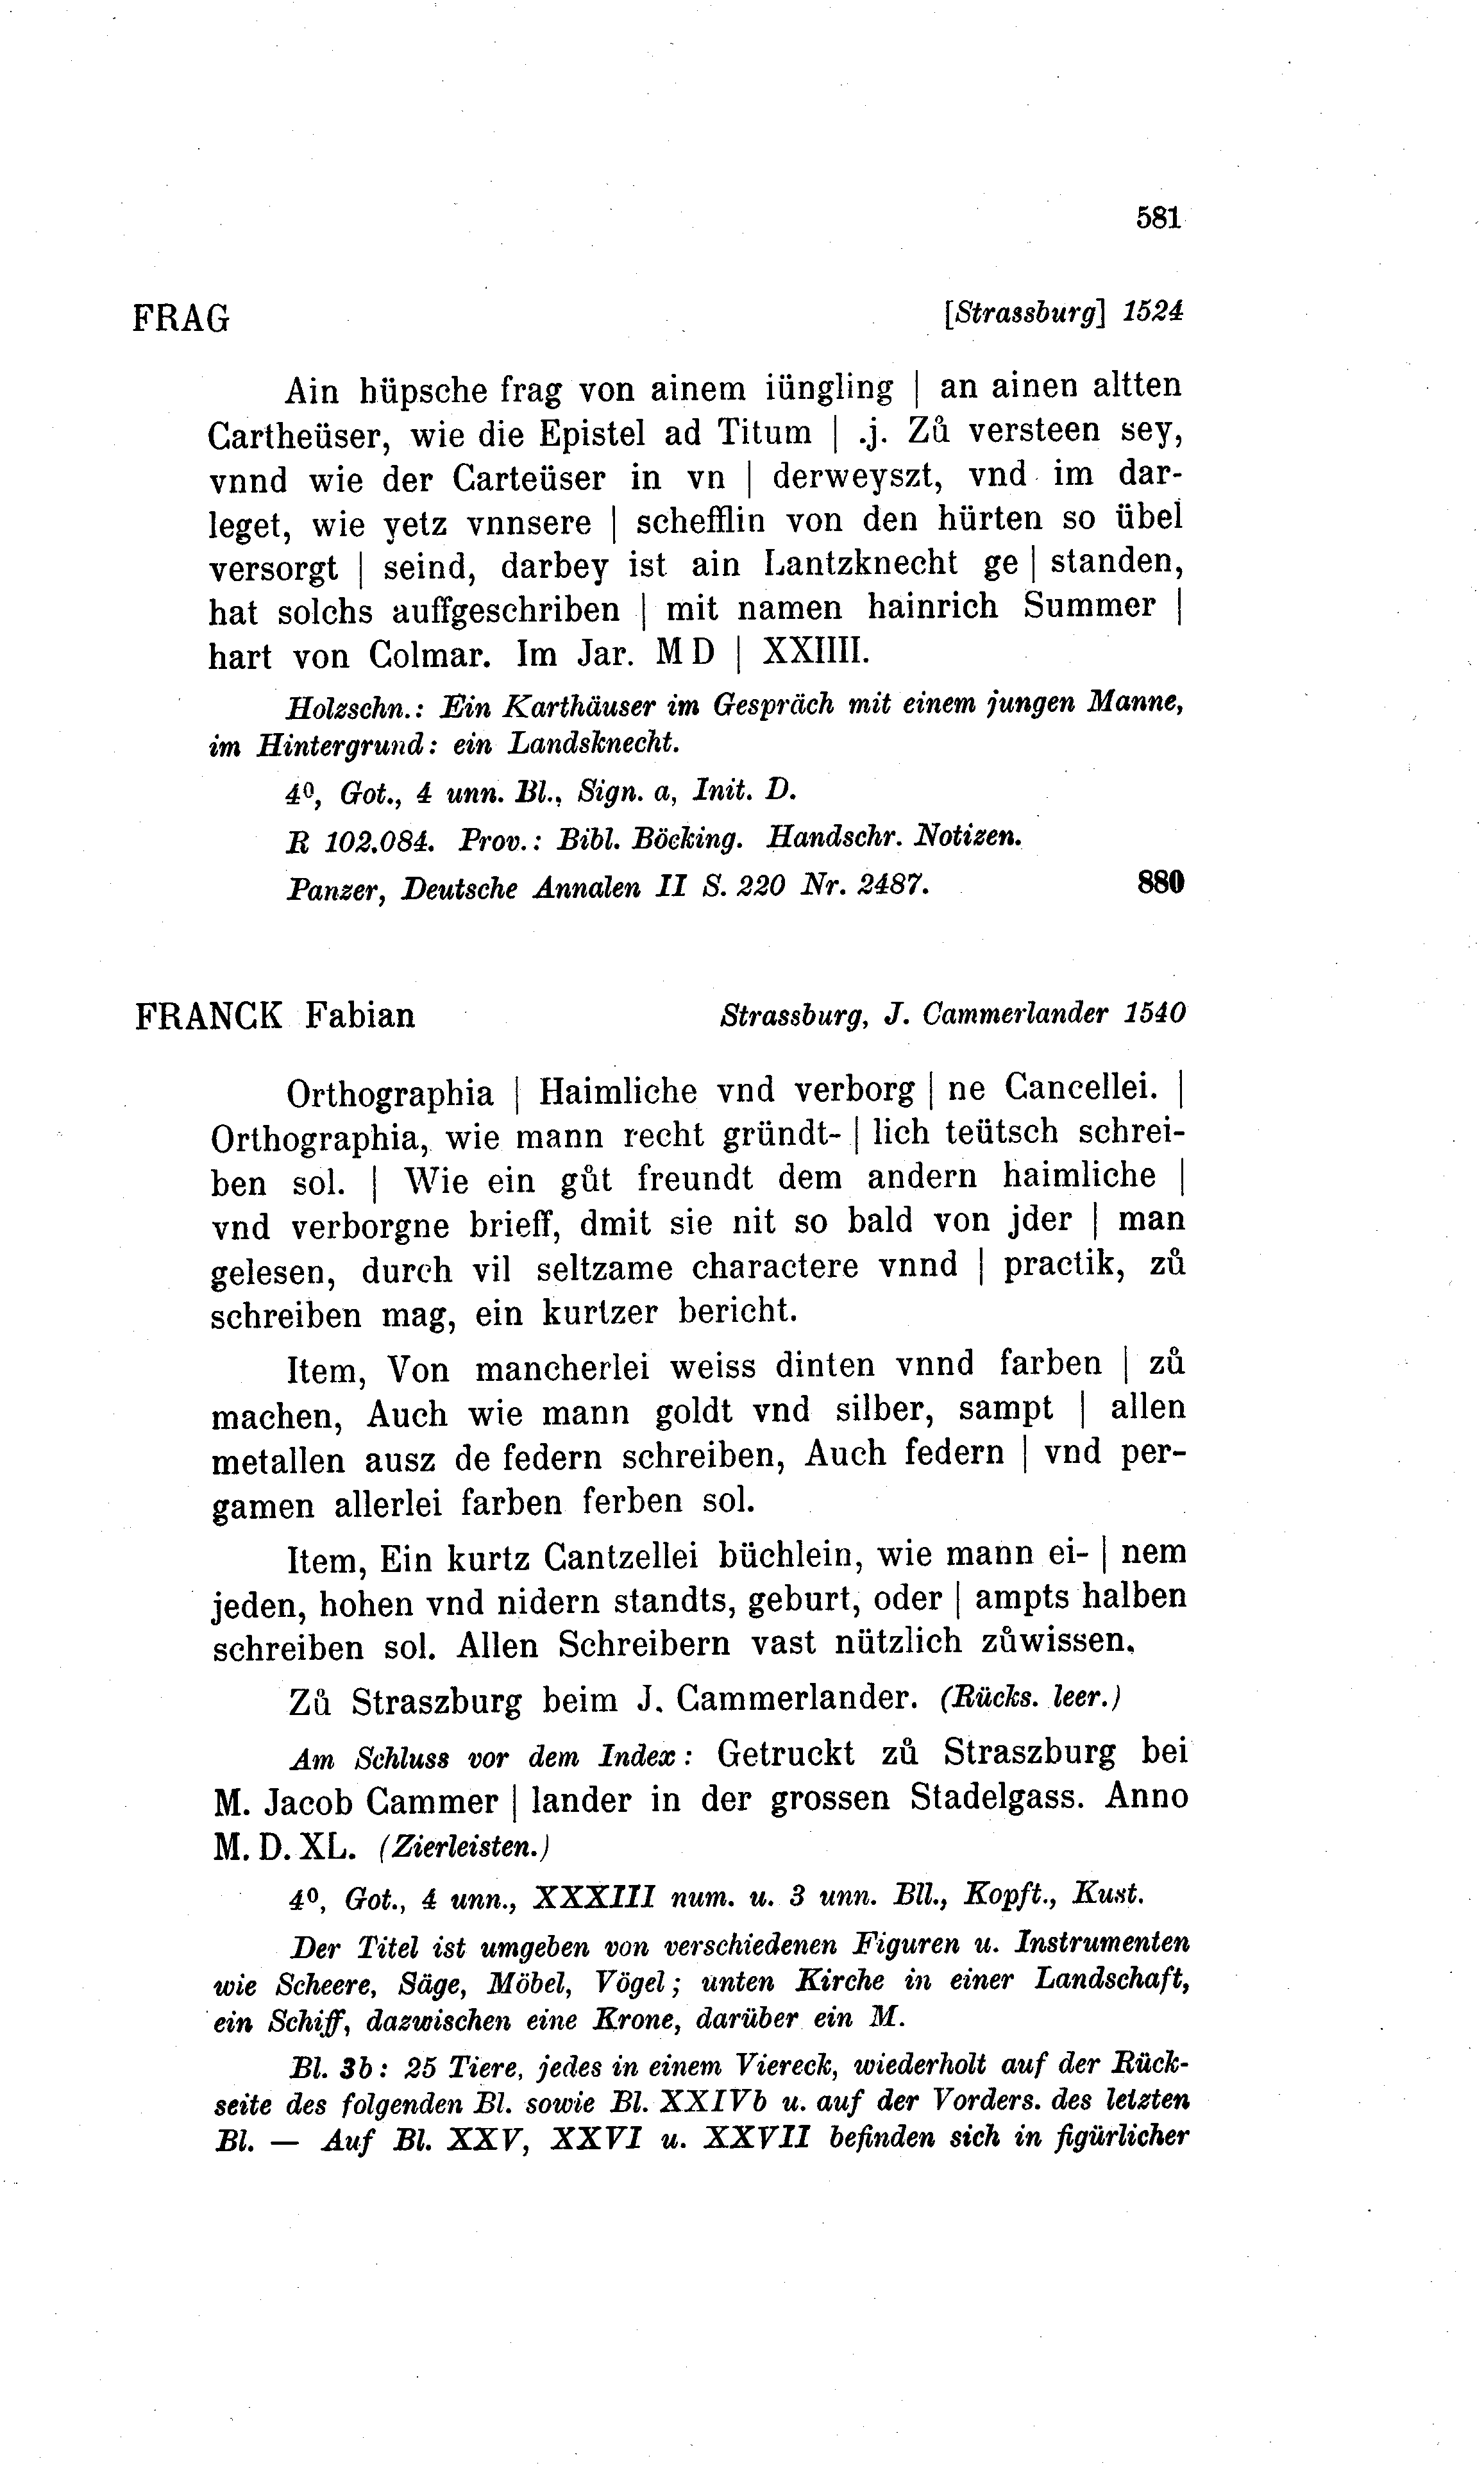 581
FRAG [Strassburg] 1524
Ain hüpsche frag von ainem iüngling | an ainen altten
Cartheüser, wie die Epistel ad Titum | .j. Zů versteen sey,
vnnd wie der Carteüser in vn | derweyszt, vnd im dar-
leget, wie yetz vnnsere | schefflin von den hürten so übel
versorgt | seind, darbey ist ain Lantzknecht ge | standen,
hat solchs auffgeschriben | mit namen hainrich Summer |
hart von Colmar. Im Jar. M D | XXIIII.
Holzschn.: Ein Karthäuser im Gespräch mit einem jungen Manne,
im Hintergrund: ein Landsknecht.
4⁰, Got., 4 unn. Bl., Sign. a, Init. D.
R 102.084. Prov.: Bibl. Böcking. Handschr. Notizen.
Panzer, Deutsche Annalen II S. 220 Nr. 2487. 880
FRANCK Fabian Strassburg, J. Cammerlander 1540
Orthographia | Haimliche vnd verborg | ne Cancellei. |
Orthographia, wie mann recht gründt- | lich teütsch schrei-
ben sol. | Wie ein gůt freundt dem andern haimliche |
vnd verborgne brieff, dmit sie nit so bald von jder | man
gelesen, durch vil seltzame charactere vnnd | practik, zů
schreiben mag, ein kurtzer bericht.
Item, Von mancherlei weiss dinten vnnd farben | zů
machen, Auch wie mann goldt vnd silber, sampt | allen
metallen ausz de federn schreiben, Auch federn | vnd per-
gamen allerlei farben ferben sol.
Item, Ein kurtz Cantzellei büchlein, wie mann ei- | nem
jeden, hohen vnd nidern standts, geburt, oder | ampts halben
schreiben sol. Allen Schreibern vast nützlich zůwissen.
Zů Straszburg beim J. Cammerlander. (Rücks. leer.)
Am Schluss vor dem Index: Getruckt zů Straszburg bei
M. Jacob Cammer | lander in der grossen Stadelgass. Anno
M. D. XL. (Zierleisten.)
4⁰, Got., 4 unn., XXXIII num. u. 3 unn. Bll., Kopft., Kust.
Der Titel ist umgeben von verschiedenen Figuren u. Instrumenten
wie Scheere, Säge, Möbel, Vögel; unten Kirche in einer Landschaft,
ein Schiff, dazwischen eine Krone, darüber ein M.
Bl. 3b: 25 Tiere, jedes in einem Viereck, wiederholt auf der Rück-
seite des folgenden Bl. sowie Bl. XXIVb u. auf der Vorders. des letzten
Bl. — Auf Bl. XXV, XXVI u. XXVII befinden sich in figürlicher